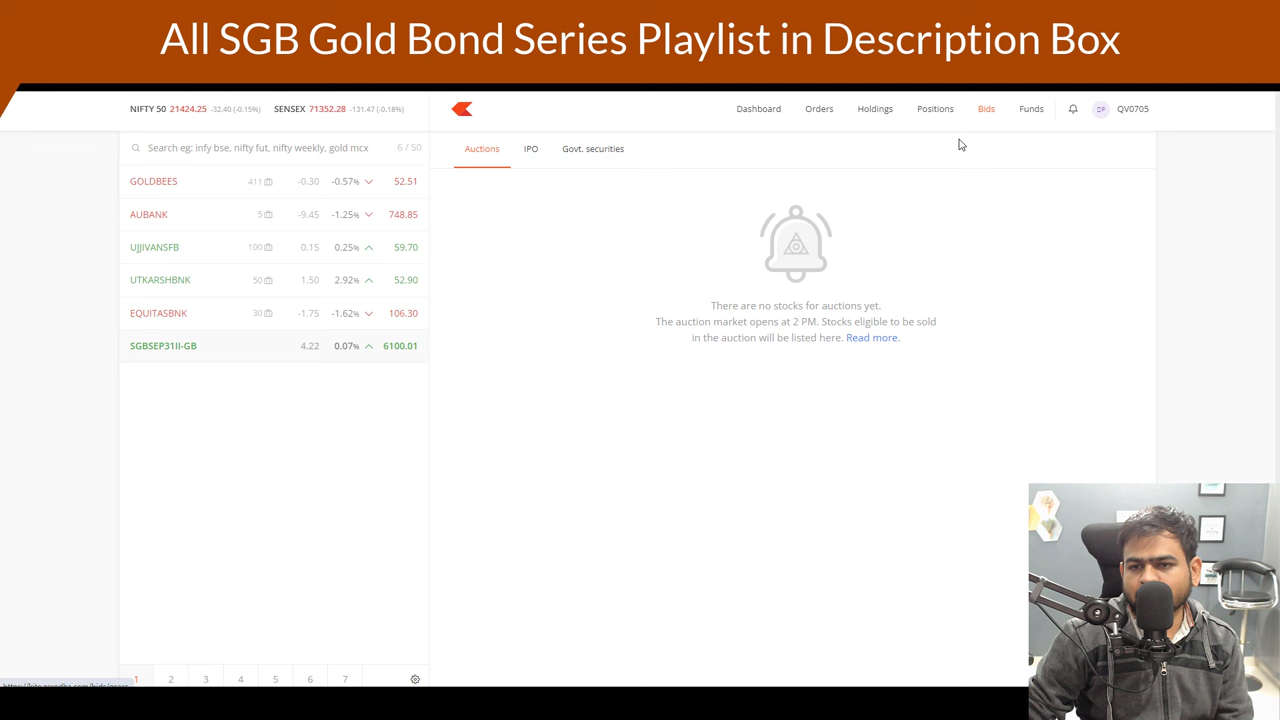 All SGB Gold Bond Series Playlist in Description Box
NIFTY 50 21424.25 -32.40 (-0.15%) SENSEX 71352.28 -131.47 (-0.18%)
Dashboard Orders Holdings Positions Bids Funds DP QV0705
Search eg: infy bse, nifty fut, nifty weekly, gold mcx 6 / 50
Auctions IPO Govt. securities
GOLDBEES 411 -0.30 -0.57% 52.51
AUBANK 5 -9.45 -1.25% 748.85
UJJIVANSFB 100 0.15 0.25% 59.70
UTKARSHBNK 50 1.50 2.92% 52.90
EQUITASBNK 30 -1.75 -1.62% 106.30
SGBSEP31II-GB 4.22 0.07% 6100.01
There are no stocks for auctions yet.
The auction market opens at 2 PM. Stocks eligible to be sold
in the auction will be listed here. Read more.
1 2 3 4 5 6 7